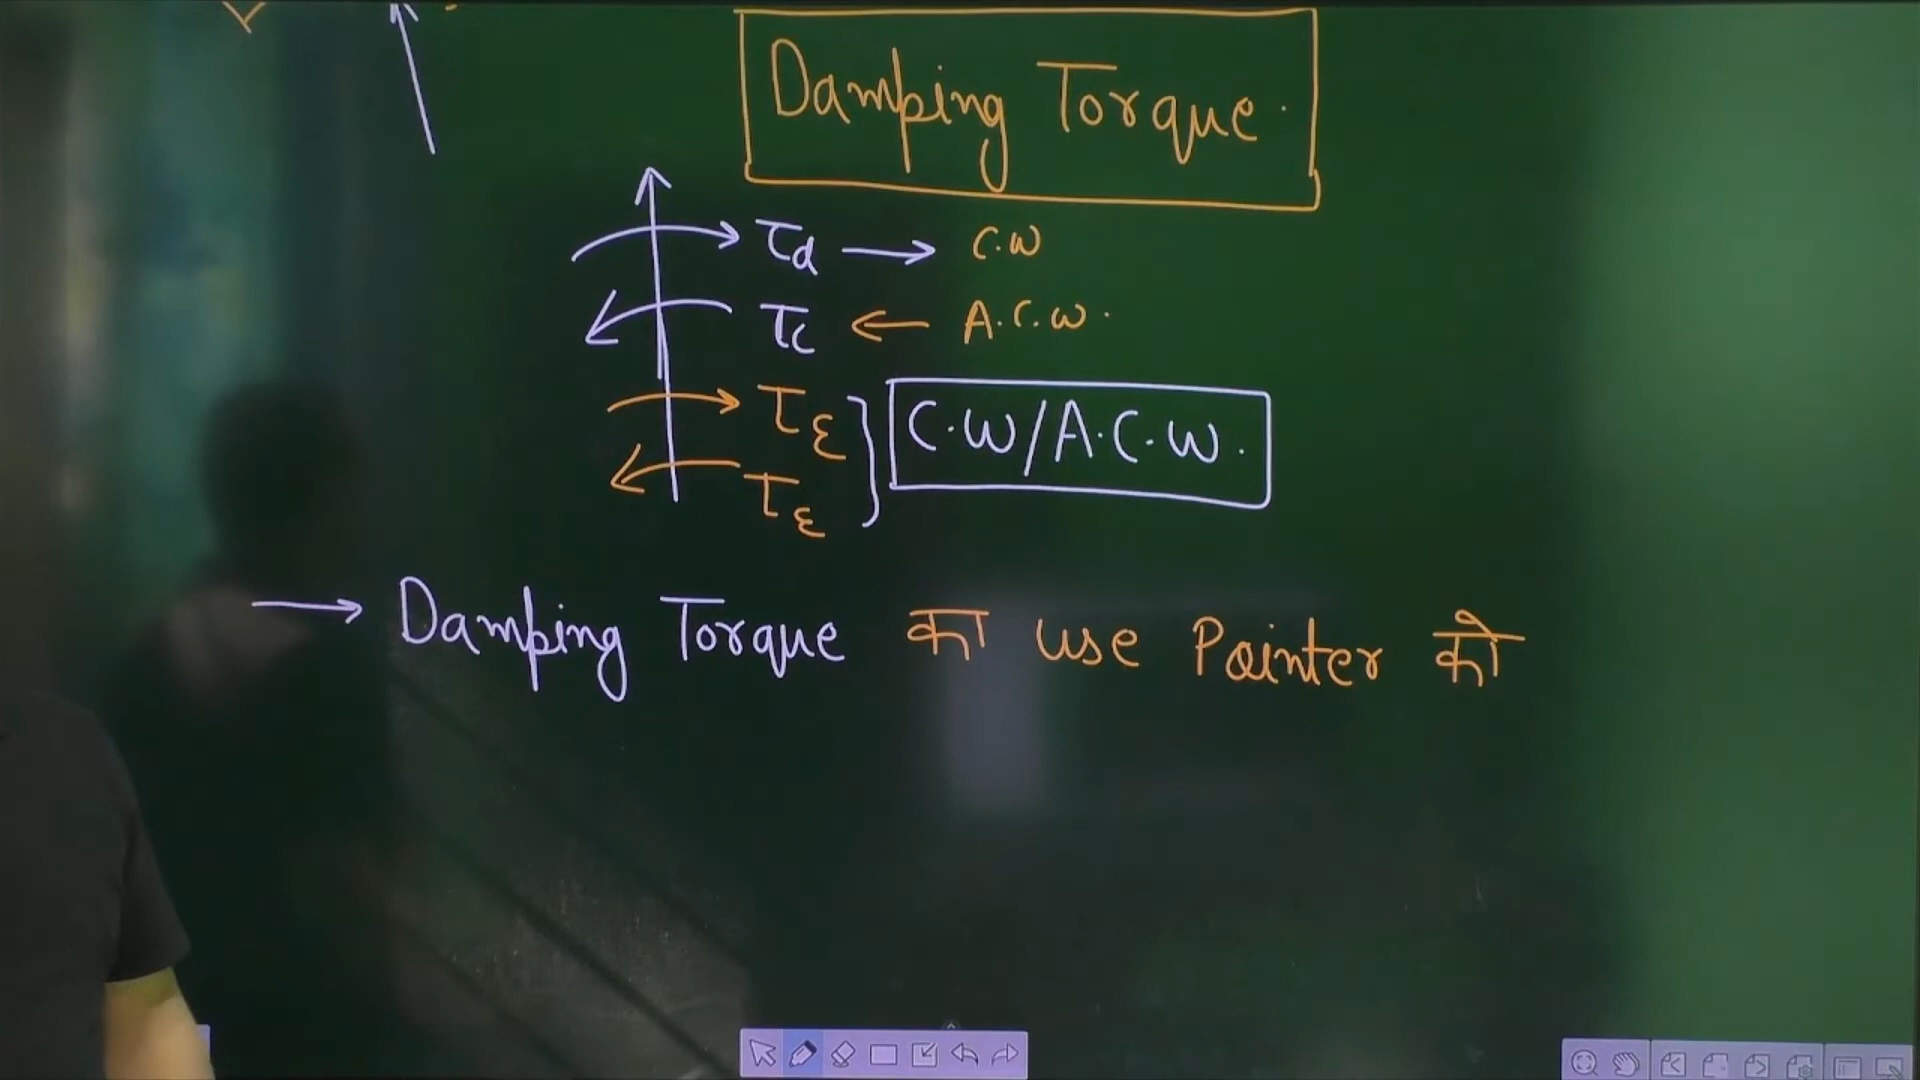 Damping Torque.
τd → C.W
τc ← A.C.W.
τε
C.W/A.C.W.
τε
→ Damping Torque का use Pointer को